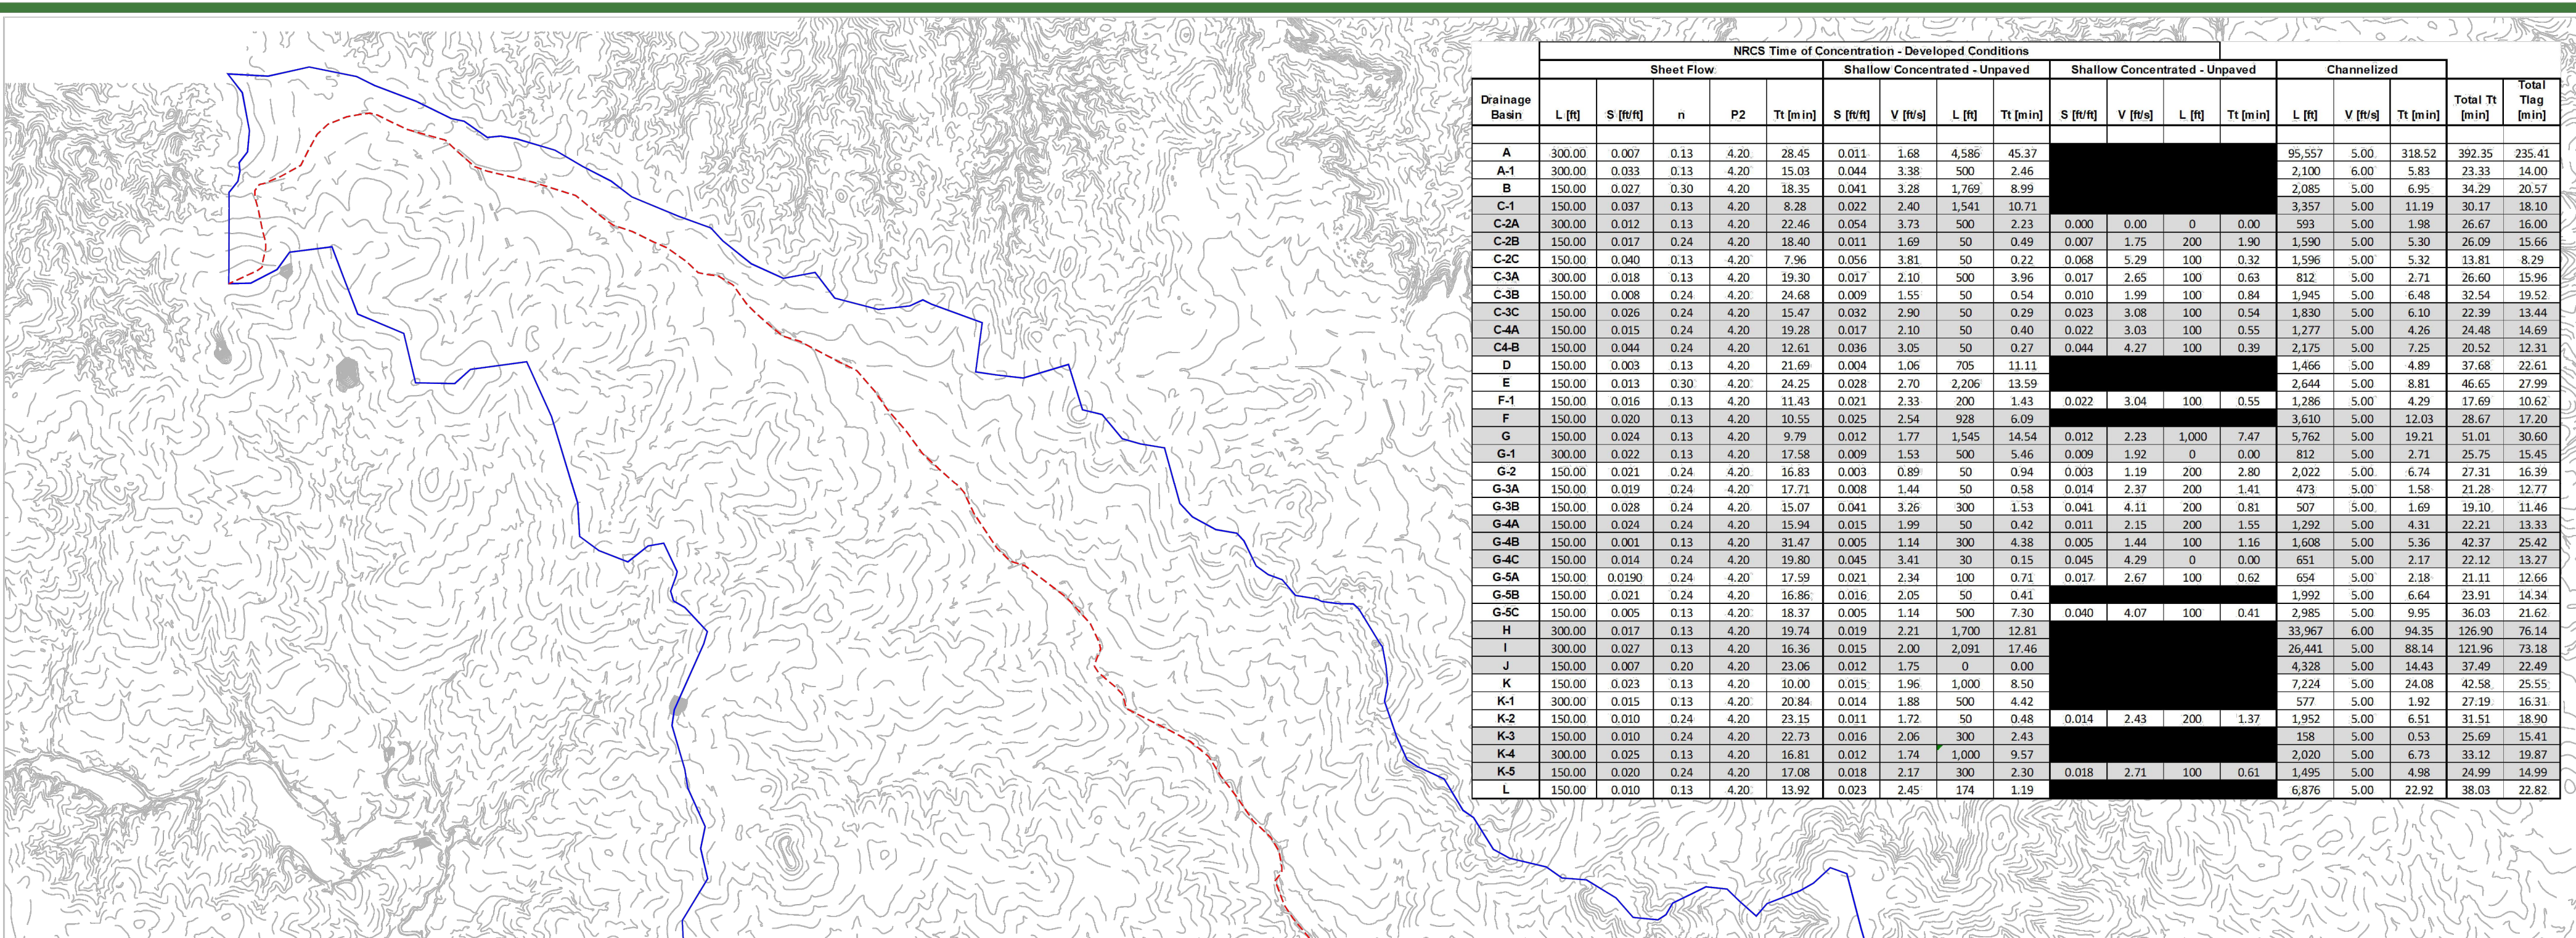 NRCS Time of Concentration - Developed Conditions
Sheet Flow Shallow Concentrated - Unpaved Shallow Concentrated - Unpaved Channelized
Drainage Basin L [ft] S [ft/ft] n P2 Tt [min] S [ft/ft] V [ft/s] L [ft] Tt [min] S [ft/ft] V [ft/s] L [ft] Tt [min] L [ft] V [ft/s] Tt [min] Total Tt [min] Total Tlag [min]
A 300.00 0.007 0.13 4.20 28.45 0.011 1.68 4,586 45.37 95,557 5.00 318.52 392.35 235.41
A-1 300.00 0.033 0.13 4.20 15.03 0.044 3.38 500 2.46 2,100 6.00 5.83 23.33 14.00
B 150.00 0.027 0.30 4.20 18.35 0.041 3.28 1,769 8.99 2,085 5.00 6.95 34.29 20.57
C-1 150.00 0.037 0.13 4.20 8.28 0.022 2.40 1,541 10.71 3,357 5.00 11.19 30.17 18.10
C-2A 300.00 0.012 0.13 4.20 22.46 0.054 3.73 500 2.23 0.000 0.00 0 0.00 593 5.00 1.98 26.67 16.00
C-2B 150.00 0.017 0.24 4.20 18.40 0.011 1.69 50 0.49 0.007 1.75 200 1.90 1,590 5.00 5.30 26.09 15.66
C-2C 150.00 0.040 0.13 4.20 7.96 0.056 3.81 50 0.22 0.068 5.29 100 0.32 1,596 5.00 5.32 13.81 8.29
C-3A 300.00 0.018 0.13 4.20 19.30 0.017 2.10 500 3.96 0.017 2.65 100 0.63 812 5.00 2.71 26.60 15.96
C-3B 150.00 0.008 0.24 4.20 24.68 0.009 1.55 50 0.54 0.010 1.99 100 0.84 1,945 5.00 6.48 32.54 19.52
C-3C 150.00 0.026 0.24 4.20 15.47 0.032 2.90 50 0.29 0.023 3.08 100 0.54 1,830 5.00 6.10 22.39 13.44
C-4A 150.00 0.015 0.24 4.20 19.28 0.017 2.10 50 0.40 0.022 3.03 100 0.55 1,277 5.00 4.26 24.48 14.69
C4-B 150.00 0.044 0.24 4.20 12.61 0.036 3.05 50 0.27 0.044 4.27 100 0.39 2,175 5.00 7.25 20.52 12.31
D 150.00 0.003 0.13 4.20 21.69 0.004 1.06 705 11.11 1,466 5.00 4.89 37.68 22.61
E 150.00 0.013 0.30 4.20 24.25 0.028 2.70 2,206 13.59 2,644 5.00 8.81 46.65 27.99
F-1 150.00 0.016 0.13 4.20 11.43 0.021 2.33 200 1.43 0.022 3.04 100 0.55 1,286 5.00 4.29 17.69 10.62
F 150.00 0.020 0.13 4.20 10.55 0.025 2.54 928 6.09 3,610 5.00 12.03 28.67 17.20
G 150.00 0.024 0.13 4.20 9.79 0.012 1.77 1,545 14.54 0.012 2.23 1,000 7.47 5,762 5.00 19.21 51.01 30.60
G-1 300.00 0.022 0.13 4.20 17.58 0.009 1.53 500 5.46 0.009 1.92 0 0.00 812 5.00 2.71 25.75 15.45
G-2 150.00 0.021 0.24 4.20 16.83 0.003 0.89 50 0.94 0.003 1.19 200 2.80 2,022 5.00 6.74 27.31 16.39
G-3A 150.00 0.019 0.24 4.20 17.71 0.008 1.44 50 0.58 0.014 2.37 200 1.41 473 5.00 1.58 21.28 12.77
G-3B 150.00 0.028 0.24 4.20 15.07 0.041 3.26 300 1.53 0.041 4.11 200 0.81 507 5.00 1.69 19.10 11.46
G-4A 150.00 0.024 0.24 4.20 15.94 0.015 1.99 50 0.42 0.011 2.15 200 1.55 1,292 5.00 4.31 22.21 13.33
G-4B 150.00 0.001 0.13 4.20 31.47 0.005 1.14 300 4.38 0.005 1.44 100 1.16 1,608 5.00 5.36 42.37 25.42
G-4C 150.00 0.014 0.24 4.20 19.80 0.045 3.41 30 0.15 0.045 4.29 0 0.00 651 5.00 2.17 22.12 13.27
G-5A 150.00 0.0190 0.24 4.20 17.59 0.021 2.34 100 0.71 0.017 2.67 100 0.62 654 5.00 2.18 21.11 12.66
G-5B 150.00 0.021 0.24 4.20 16.86 0.016 2.05 50 0.41 1,992 5.00 6.64 23.91 14.34
G-5C 150.00 0.005 0.13 4.20 18.37 0.005 1.14 500 7.30 0.040 4.07 100 0.41 2,985 5.00 9.95 36.03 21.62
H 300.00 0.017 0.13 4.20 19.74 0.019 2.21 1,700 12.81 33,967 6.00 94.35 126.90 76.14
I 300.00 0.027 0.13 4.20 16.36 0.015 2.00 2,091 17.46 26,441 5.00 88.14 121.96 73.18
J 150.00 0.007 0.20 4.20 23.06 0.012 1.75 0 0.00 4,328 5.00 14.43 37.49 22.49
K 150.00 0.023 0.13 4.20 10.00 0.015 1.96 1,000 8.50 7,224 5.00 24.08 42.58 25.55
K-1 300.00 0.015 0.13 4.20 20.84 0.014 1.88 500 4.42 577 5.00 1.92 27.19 16.31
K-2 150.00 0.010 0.24 4.20 23.15 0.011 1.72 50 0.48 0.014 2.43 200 1.37 1,952 5.00 6.51 31.51 18.90
K-3 150.00 0.010 0.24 4.20 22.73 0.016 2.06 300 2.43 158 5.00 0.53 25.69 15.41
K-4 300.00 0.025 0.13 4.20 16.81 0.012 1.74 1,000 9.57 2,020 5.00 6.73 33.12 19.87
K-5 150.00 0.020 0.24 4.20 17.08 0.018 2.17 300 2.30 0.018 2.71 100 0.61 1,495 5.00 4.98 24.99 14.99
L 150.00 0.010 0.13 4.20 13.92 0.023 2.45 174 1.19 6,876 5.00 22.92 38.03 22.82